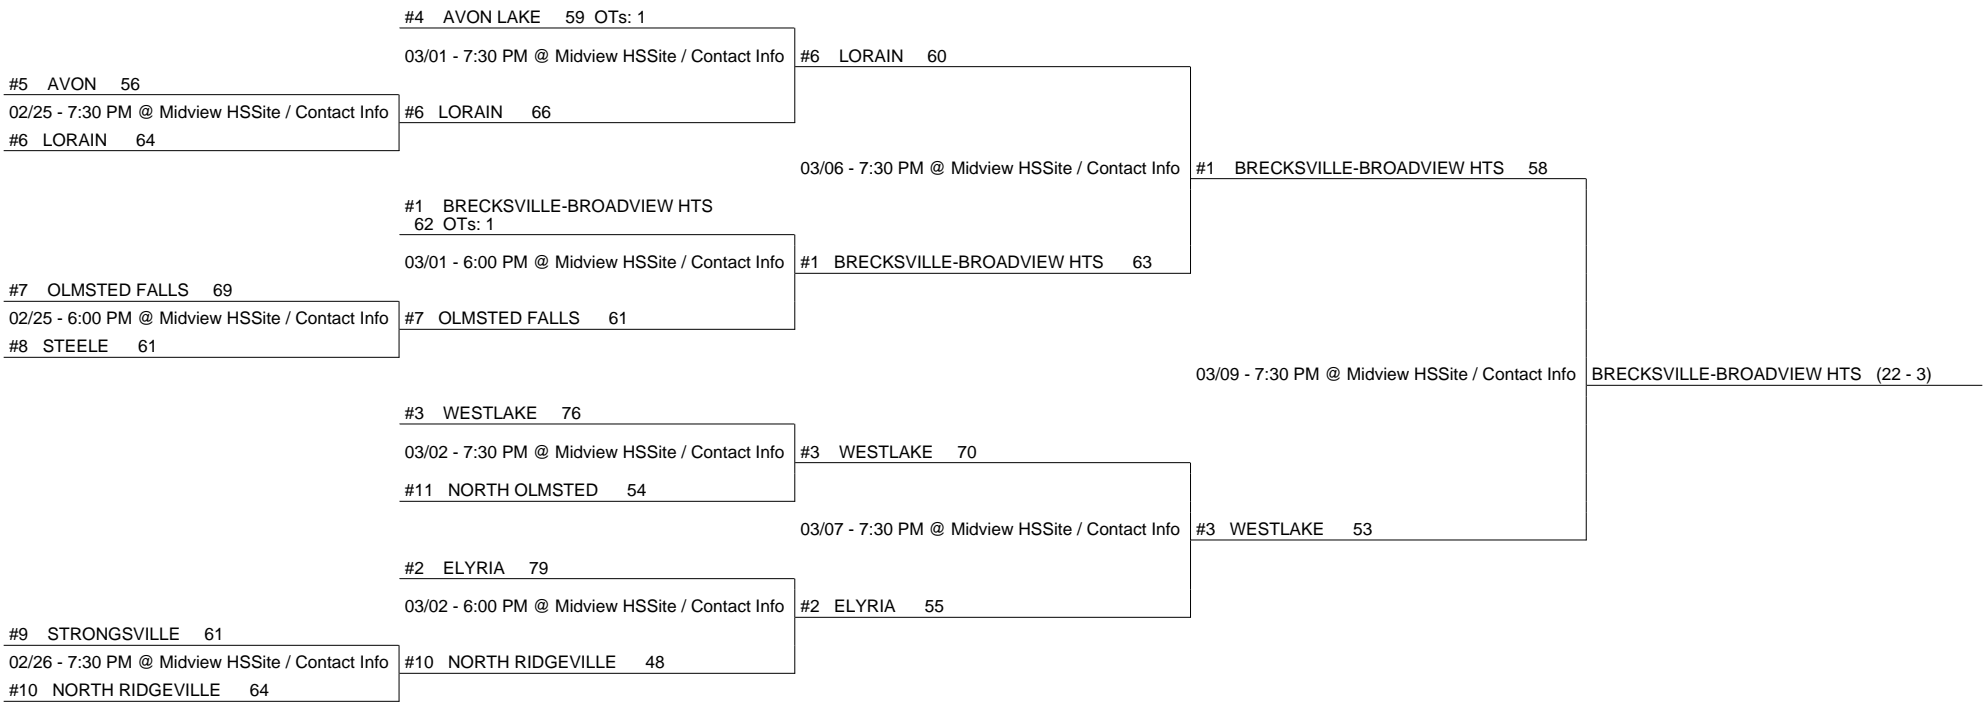 #4 AVON LAKE 59 OTs: 1
03/01 - 7:30 PM @ Midview HSSite / Contact Info
#6 LORAIN 60
#5 AVON 56
02/25 - 7:30 PM @ Midview HSSite / Contact Info
#6 LORAIN 66
#6 LORAIN 64
03/06 - 7:30 PM @ Midview HSSite / Contact Info
#1 BRECKSVILLE-BROADVIEW HTS 58
#1 BRECKSVILLE-BROADVIEW HTS
62 OTs: 1
03/01 - 6:00 PM @ Midview HSSite / Contact Info
#1 BRECKSVILLE-BROADVIEW HTS 63
#7 OLMSTED FALLS 69
02/25 - 6:00 PM @ Midview HSSite / Contact Info
#7 OLMSTED FALLS 61
#8 STEELE 61
03/09 - 7:30 PM @ Midview HSSite / Contact Info
BRECKSVILLE-BROADVIEW HTS (22 - 3)
#3 WESTLAKE 76
03/02 - 7:30 PM @ Midview HSSite / Contact Info
#3 WESTLAKE 70
#11 NORTH OLMSTED 54
03/07 - 7:30 PM @ Midview HSSite / Contact Info
#3 WESTLAKE 53
#2 ELYRIA 79
03/02 - 6:00 PM @ Midview HSSite / Contact Info
#2 ELYRIA 55
#9 STRONGSVILLE 61
02/26 - 7:30 PM @ Midview HSSite / Contact Info
#10 NORTH RIDGEVILLE 48
#10 NORTH RIDGEVILLE 64